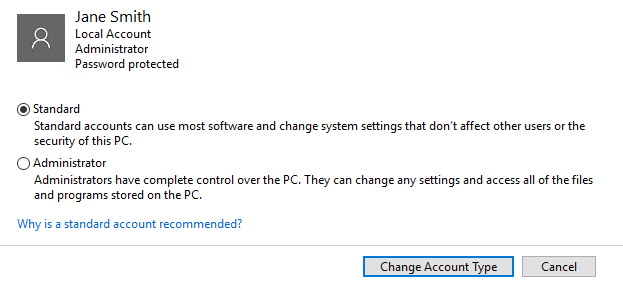 Jane Smith
Local Account
Administrator
Password protected
Standard
Standard accounts can use most software and change system settings that don't affect other users or the
security of this PC.
Administrator
Administrators have complete control over the PC. They can change any settings and access all of the files
and programs stored on the PC.
Why is a standard account recommended?
Change Account Type
Cancel